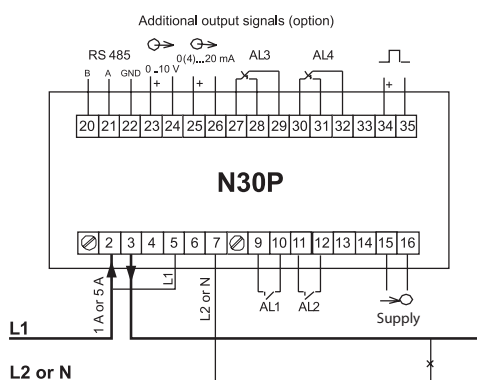 Additional output signals (option)
RS 485
0(4)...20 mA
AL3
AL4
B A GND 0...10 V
+ + +
20 21 22 23 24 25 26 27 28 29 30 31 32 33 34 35
N30P
2 3 4 5 6 7 9 10 11 12 13 14 15 16
1 A or 5 A
L1
L2 or N
AL1
AL2
Supply
L1
L2 or N